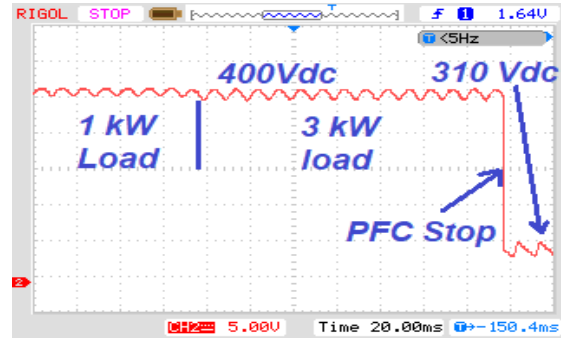 RIGOL STOP T f 1 1.64V
T <5Hz
400Vdc 310 Vdc
1 kW 3 kW
Load load
PFC Stop
2
CH2 5.00V Time 20.00ms T→-150.4ms